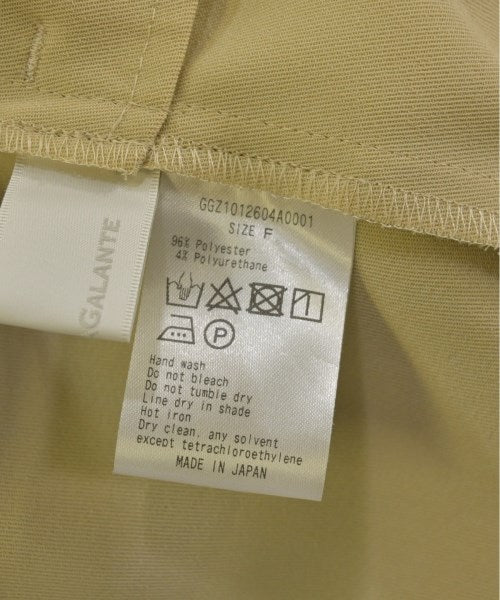 GALANTE
GGZ1012604A0001
SIZE F
96% Polyester
4% Polyurethane
P
Hand wash
Do not bleach
Do not tumble dry
Line dry in shade
Hot iron
Dry clean, any solvent
except tetrachloroethylene
MADE IN JAPAN